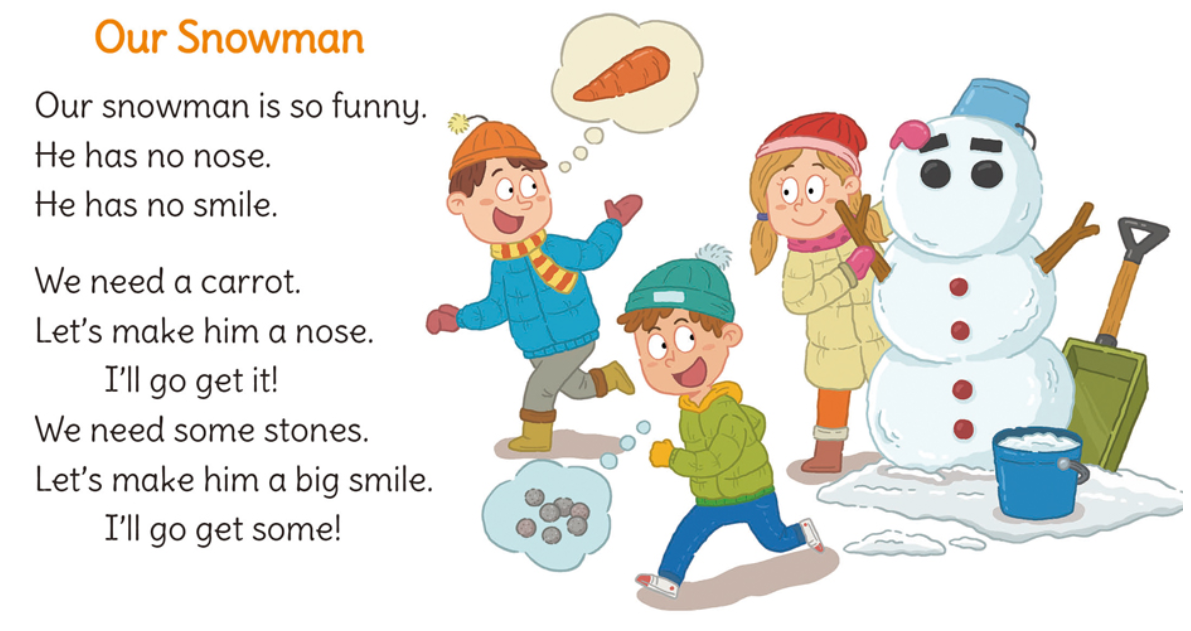 Our Snowman
Our snowman is so funny.
He has no nose.
He has no smile.
We need a carrot.
Let's make him a nose.
I'll go get it!
We need some stones.
Let's make him a big smile.
I'll go get some!